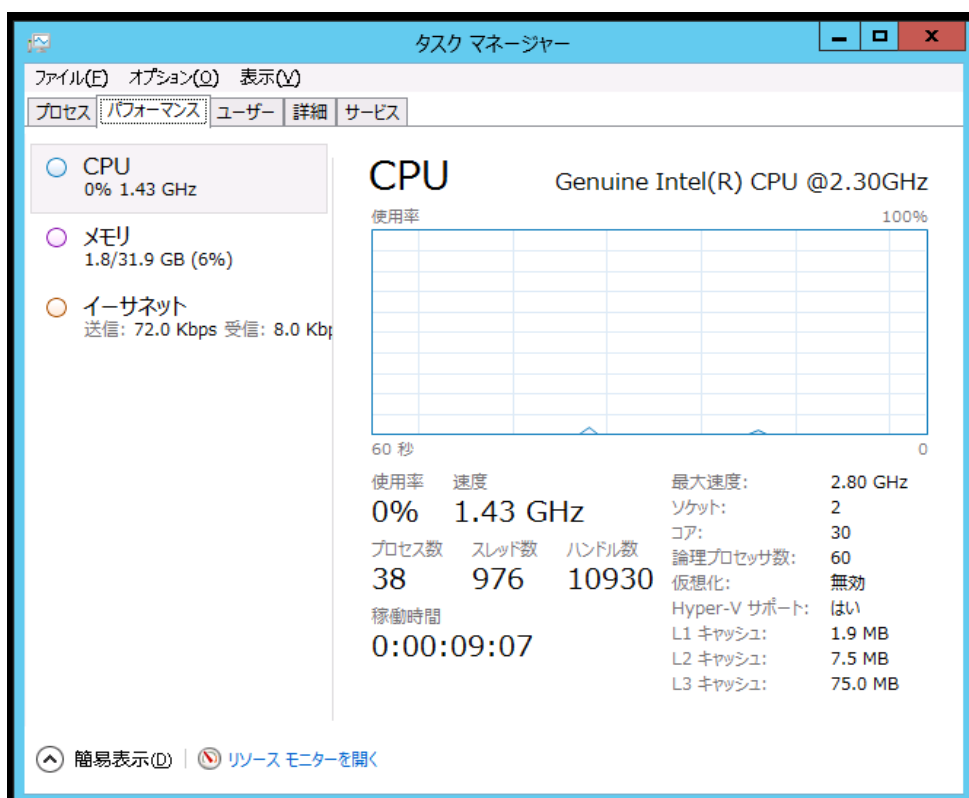 タスク マネージャー
ファイル(F) オプション(O) 表示(V)
プロセス パフォーマンス ユーザー 詳細 サービス
CPU
0% 1.43 GHz
メモリ
1.8/31.9 GB (6%)
イーサネット
送信: 72.0 Kbps 受信: 8.0 Kbp
CPU
Genuine Intel(R) CPU @2.30GHz
使用率 100%
60 秒 0
使用率 速度
0% 1.43 GHz
プロセス数 スレッド数 ハンドル数
38 976 10930
稼働時間
0:00:09:07
最大速度: 2.80 GHz
ソケット: 2
コア: 30
論理プロセッサ数: 60
仮想化: 無効
Hyper-V サポート: はい
L1 キャッシュ: 1.9 MB
L2 キャッシュ: 7.5 MB
L3 キャッシュ: 75.0 MB
簡易表示(D) リソース モニターを開く